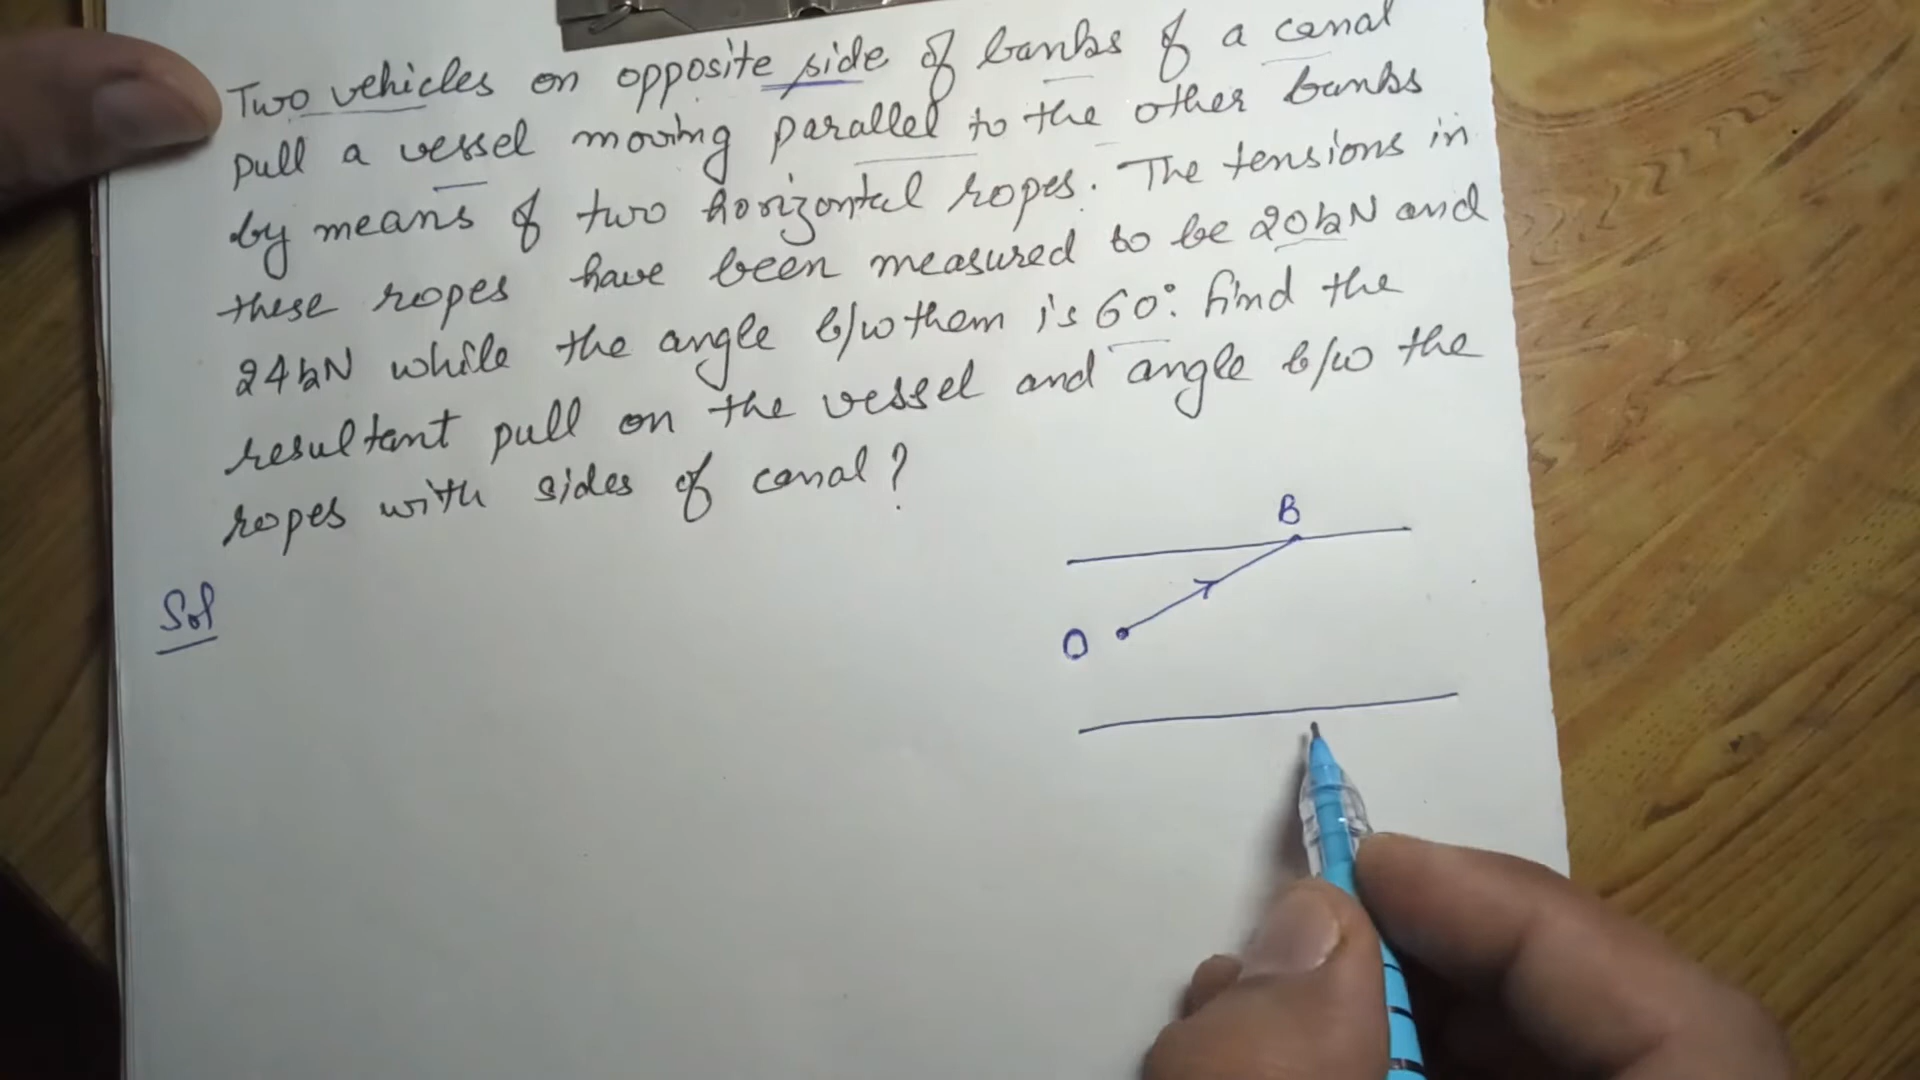 Two vehicles on opposite side of banks of a canal
pull a vessel moving parallel to the other banks
by means of two horizontal ropes. The tensions in
these ropes have been measured to be 20kN and
24kN while the angle b/w them is 60°. find the
resultant pull on the vessel and angle b/w the
ropes with sides of canal?
B
Sol
O